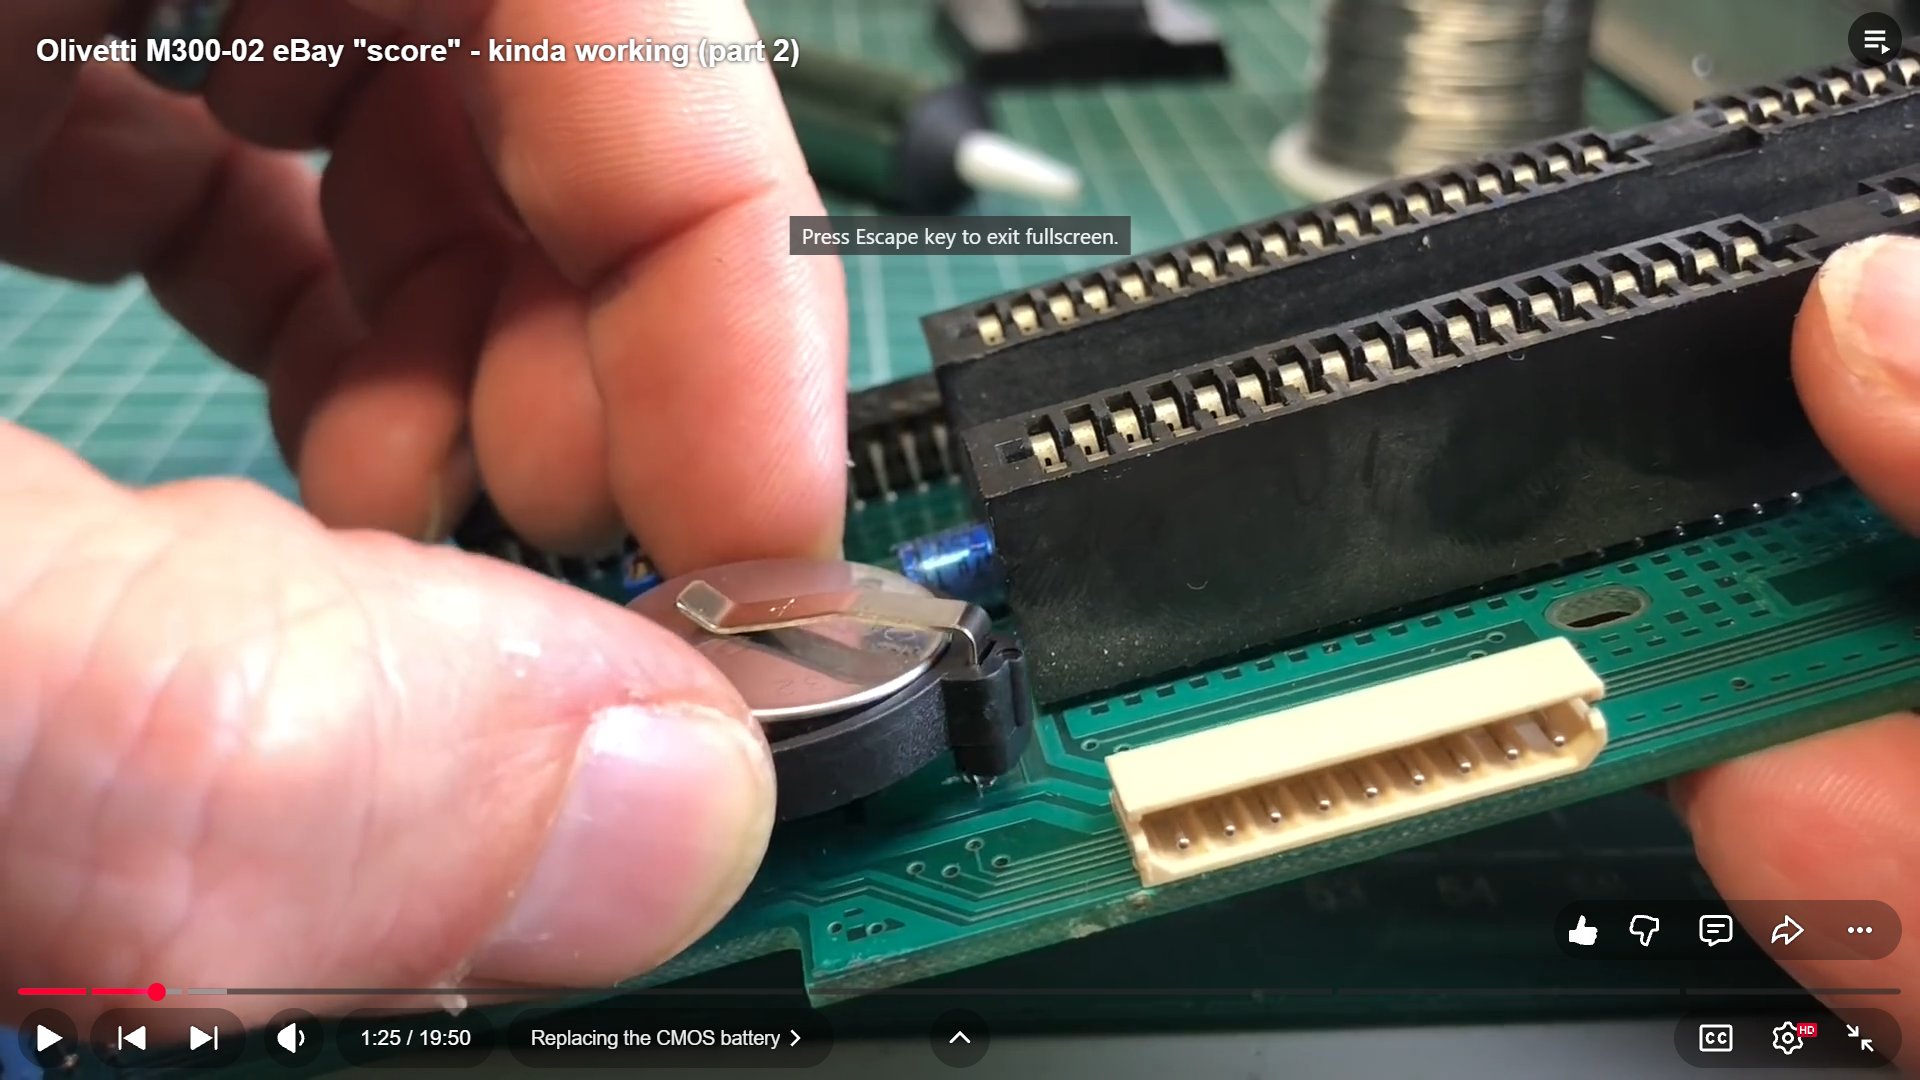 Olivetti M300-02 eBay "score" - kinda working (part 2)
Press Escape key to exit fullscreen.
1:25 / 19:50
Replacing the CMOS battery
CC
HD